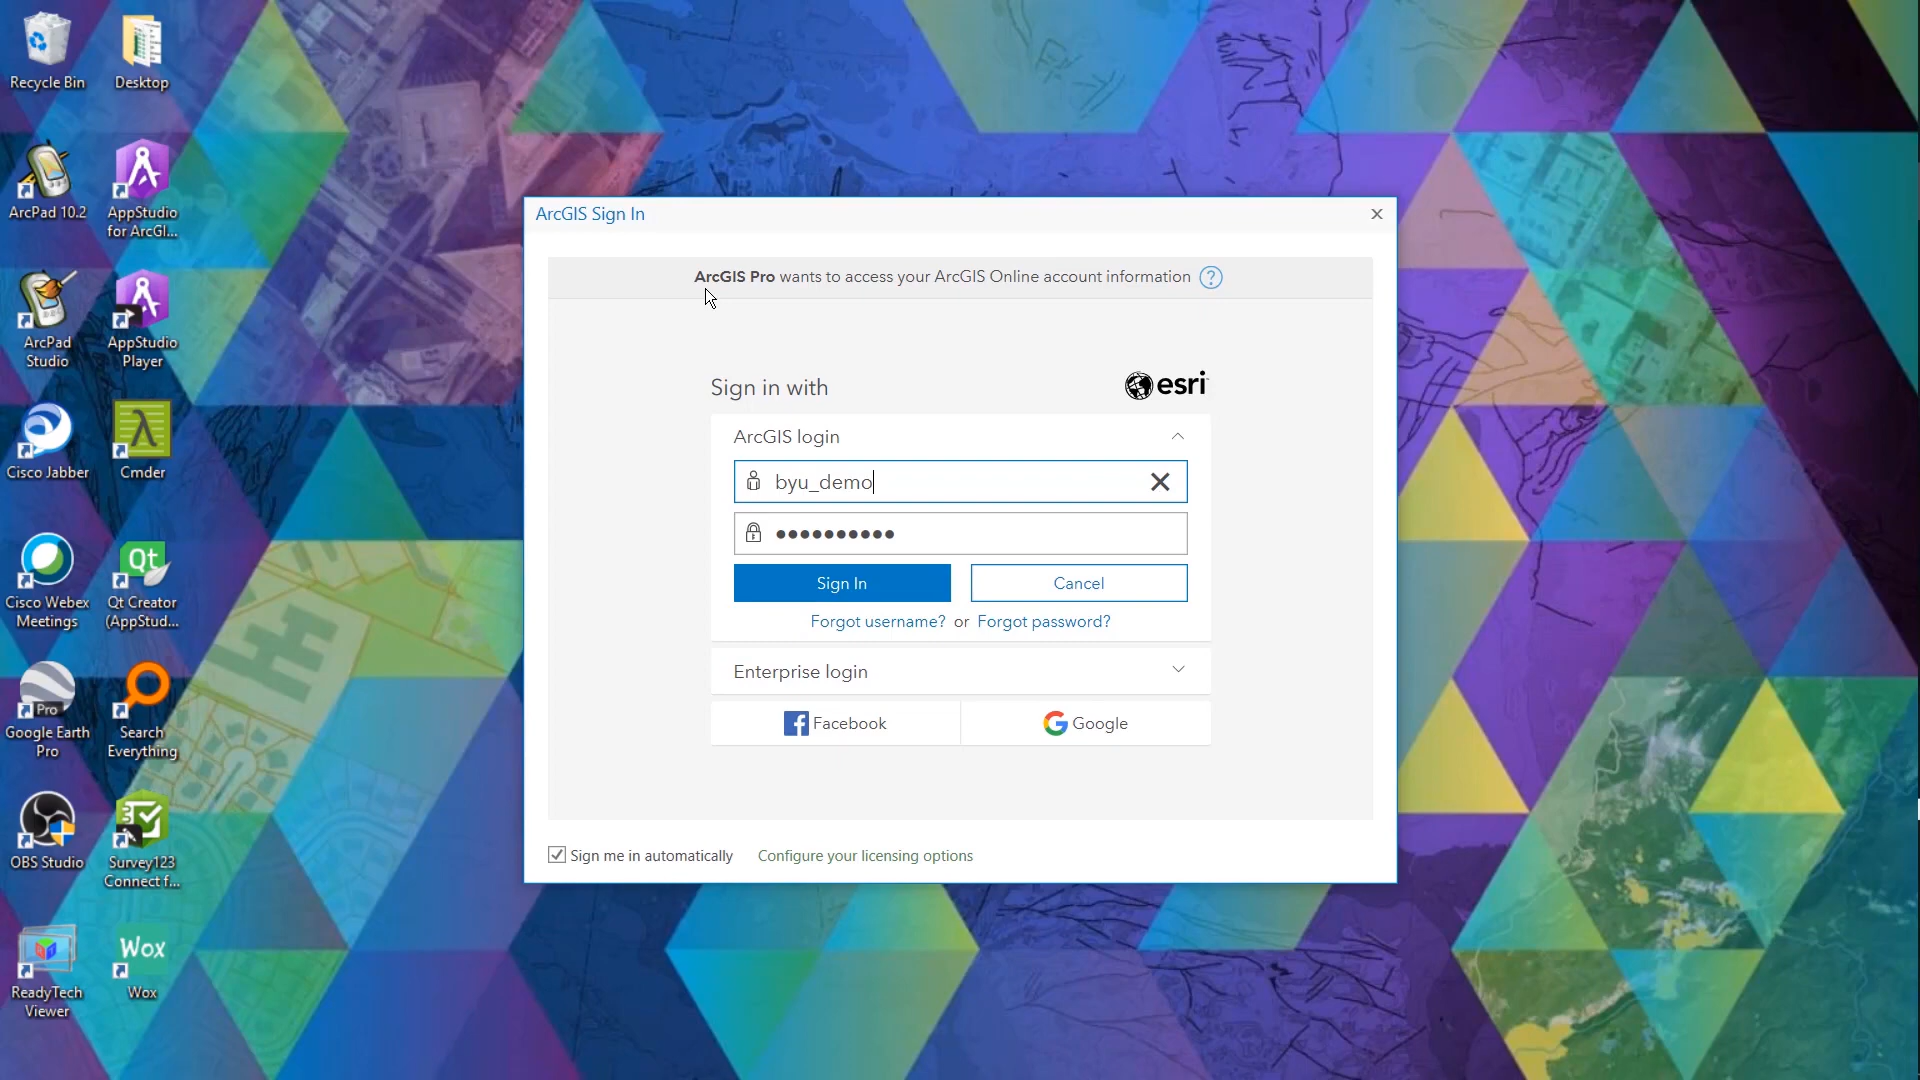 Recycle Bin
Desktop
ArcPad 10.2
AppStudio
for ArcGI...
ArcPad
Studio
AppStudio
Player
Cisco Jabber
Cmder
Cisco Webex
Meetings
Qt
Qt Creator
(AppStud...
Pro
Google Earth
Pro
Search
Everything
OBS Studio
Survey123
Connect f...
ReadyTech
Viewer
Wox
Wox
ArcGIS Sign In
ArcGIS Pro wants to access your ArcGIS Online account information ?
Sign in with
esri
ArcGIS login
byu_demo
••••••••••
Sign In
Cancel
Forgot username? or Forgot password?
Enterprise login
Facebook
Google
Sign me in automatically
Configure your licensing options